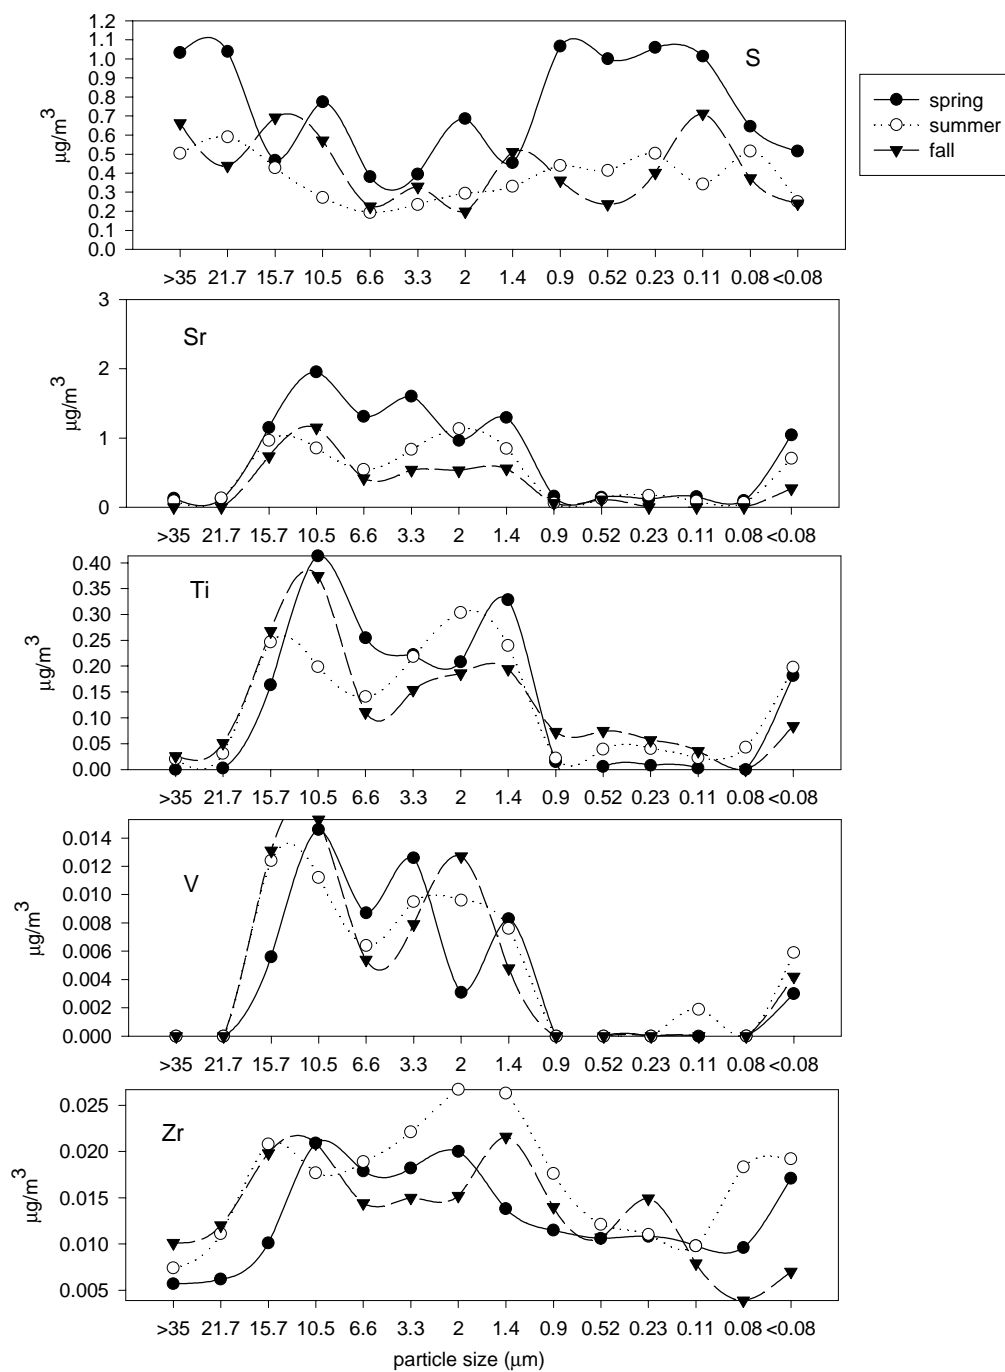 1.2
1.1
1.0
0.9
0.8
0.7
0.6
0.5
0.4
0.3
0.2
0.1
0.0
μg/m3
S
spring
summer
fall
>35 21.7 15.7 10.5 6.6 3.3 2 1.4 0.9 0.52 0.23 0.11 0.08 <0.08
3
2
1
0
μg/m3
Sr
>35 21.7 15.7 10.5 6.6 3.3 2 1.4 0.9 0.52 0.23 0.11 0.08 <0.08
0.40
0.35
0.30
0.25
0.20
0.15
0.10
0.05
0.00
μg/m3
Ti
>35 21.7 15.7 10.5 6.6 3.3 2 1.4 0.9 0.52 0.23 0.11 0.08 <0.08
0.014
0.012
0.010
0.008
0.006
0.004
0.002
0.000
μg/m3
V
>35 21.7 15.7 10.5 6.6 3.3 2 1.4 0.9 0.52 0.23 0.11 0.08 <0.08
0.025
0.020
0.015
0.010
0.005
μg/m3
Zr
>35 21.7 15.7 10.5 6.6 3.3 2 1.4 0.9 0.52 0.23 0.11 0.08 <0.08
particle size (μm)